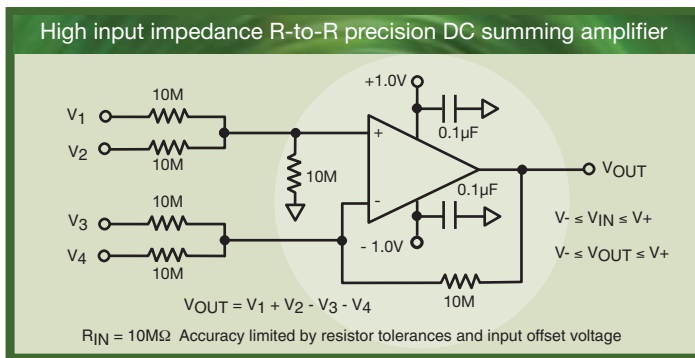 High input impedance R-to-R precision DC summing amplifier
10M
+1.0V
V1
0.1µF
V2
10M
+
10M
-
0.1µF
VOUT
V3
10M
V4
10M
- 1.0V
V- ≤ VIN ≤ V+
V- ≤ VOUT ≤ V+
10M
VOUT = V1 + V2 - V3 - V4
RIN = 10MΩ Accuracy limited by resistor tolerances and input offset voltage